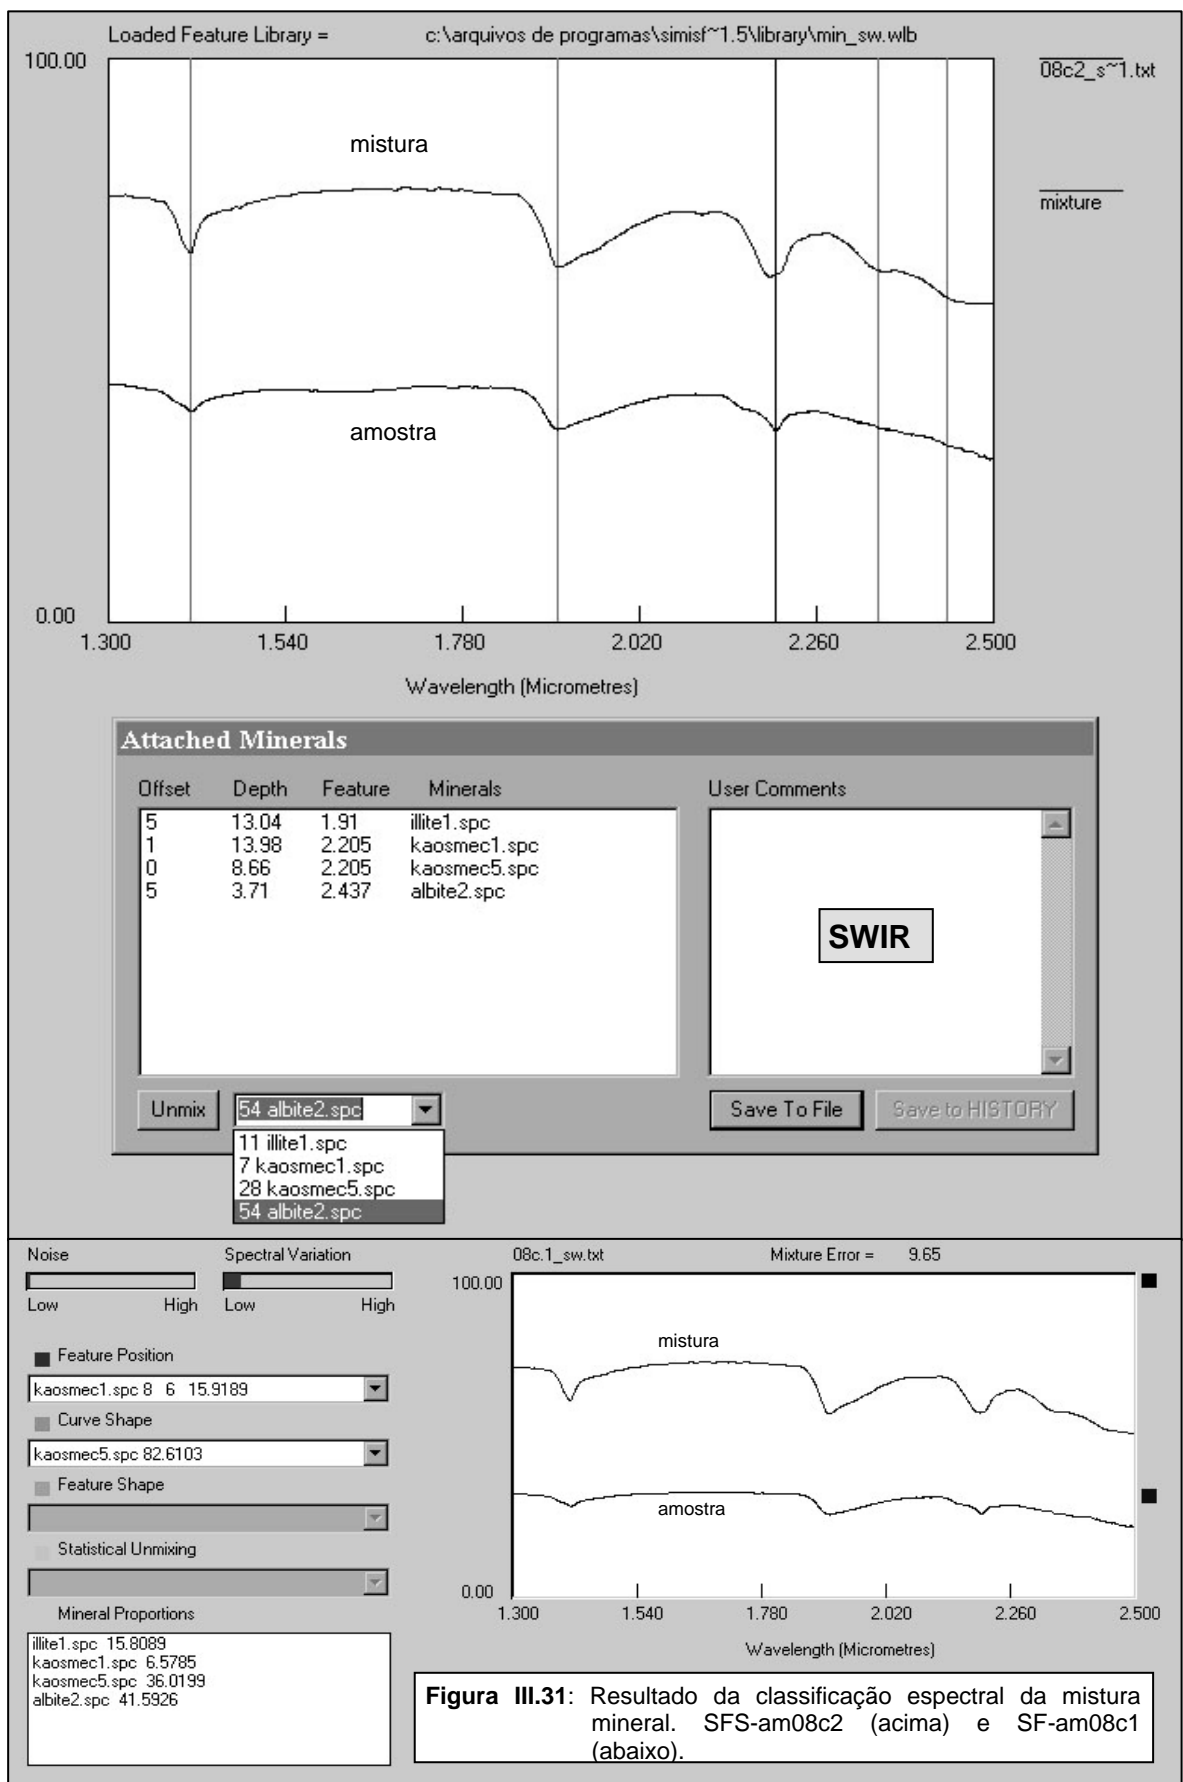 Loaded Feature Library = c:\arquivos de programas\simisf~1.5\library\min_sw.wlb
100.00
08c2_s~1.txt
mistura
mixture
amostra
0.00
1.300 1.540 1.780 2.020 2.260 2.500
Wavelength (Micrometres)
Attached Minerals
Offset Depth Feature Minerals
5 13.04 1.91 illite1.spc
1 13.98 2.205 kaosmec1.spc
0 8.66 2.205 kaosmec5.spc
5 3.71 2.437 albite2.spc
User Comments
SWIR
Unmix
54 albite2.spc
11 illite1.spc
7 kaosmec1.spc
28 kaosmec5.spc
54 albite2.spc
Save To File
Save to HISTORY
Noise
Low High
Spectral Variation
Low High
Feature Position
kaosmec1.spc 8 6 15.9189
Curve Shape
kaosmec5.spc 82.6103
Feature Shape
Statistical Unmixing
Mineral Proportions
illite1.spc 15.8089
kaosmec1.spc 6.5785
kaosmec5.spc 36.0199
albite2.spc 41.5926
08c.1_sw.txt Mixture Error = 9.65
100.00
mistura
amostra
0.00
1.300 1.540 1.780 2.020 2.260 2.500
Wavelength (Micrometres)
Figura III.31: Resultado da classificação espectral da mistura
mineral. SFS-am08c2 (acima) e SF-am08c1
(abaixo).